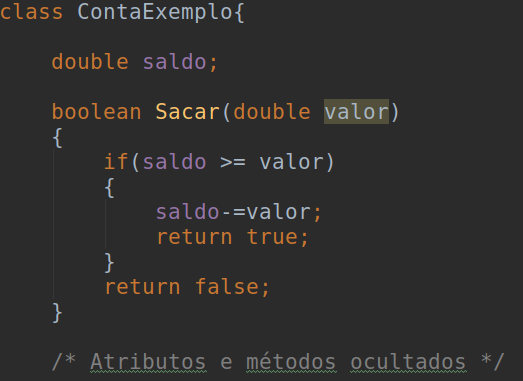 class ContaExemplo{
double saldo;
boolean Sacar(double valor)
{
if(saldo >= valor)
{
saldo-=valor;
return true;
}
return false;
}
/* Atributos e métodos ocultados */